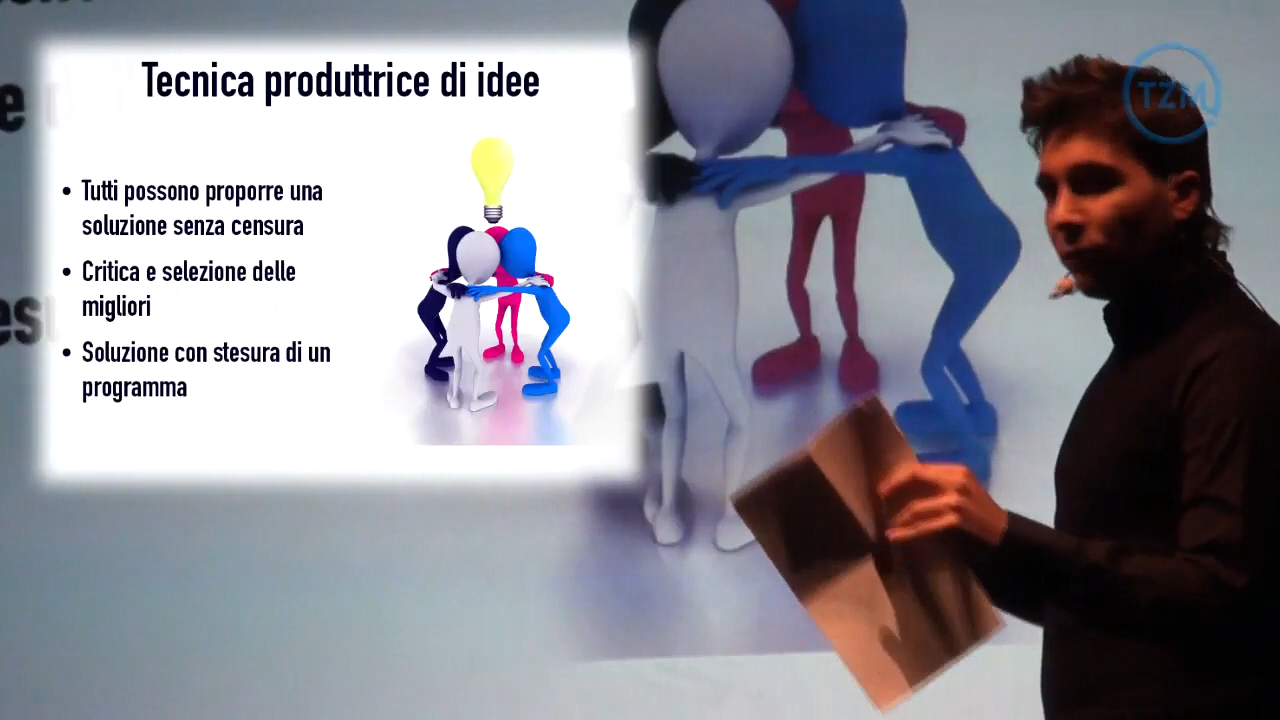 Tecnica produttrice di idee
• Tutti possono proporre una
soluzione senza censura
• Critica e selezione delle
migliori
• Soluzione con stesura di un
programma
TZM